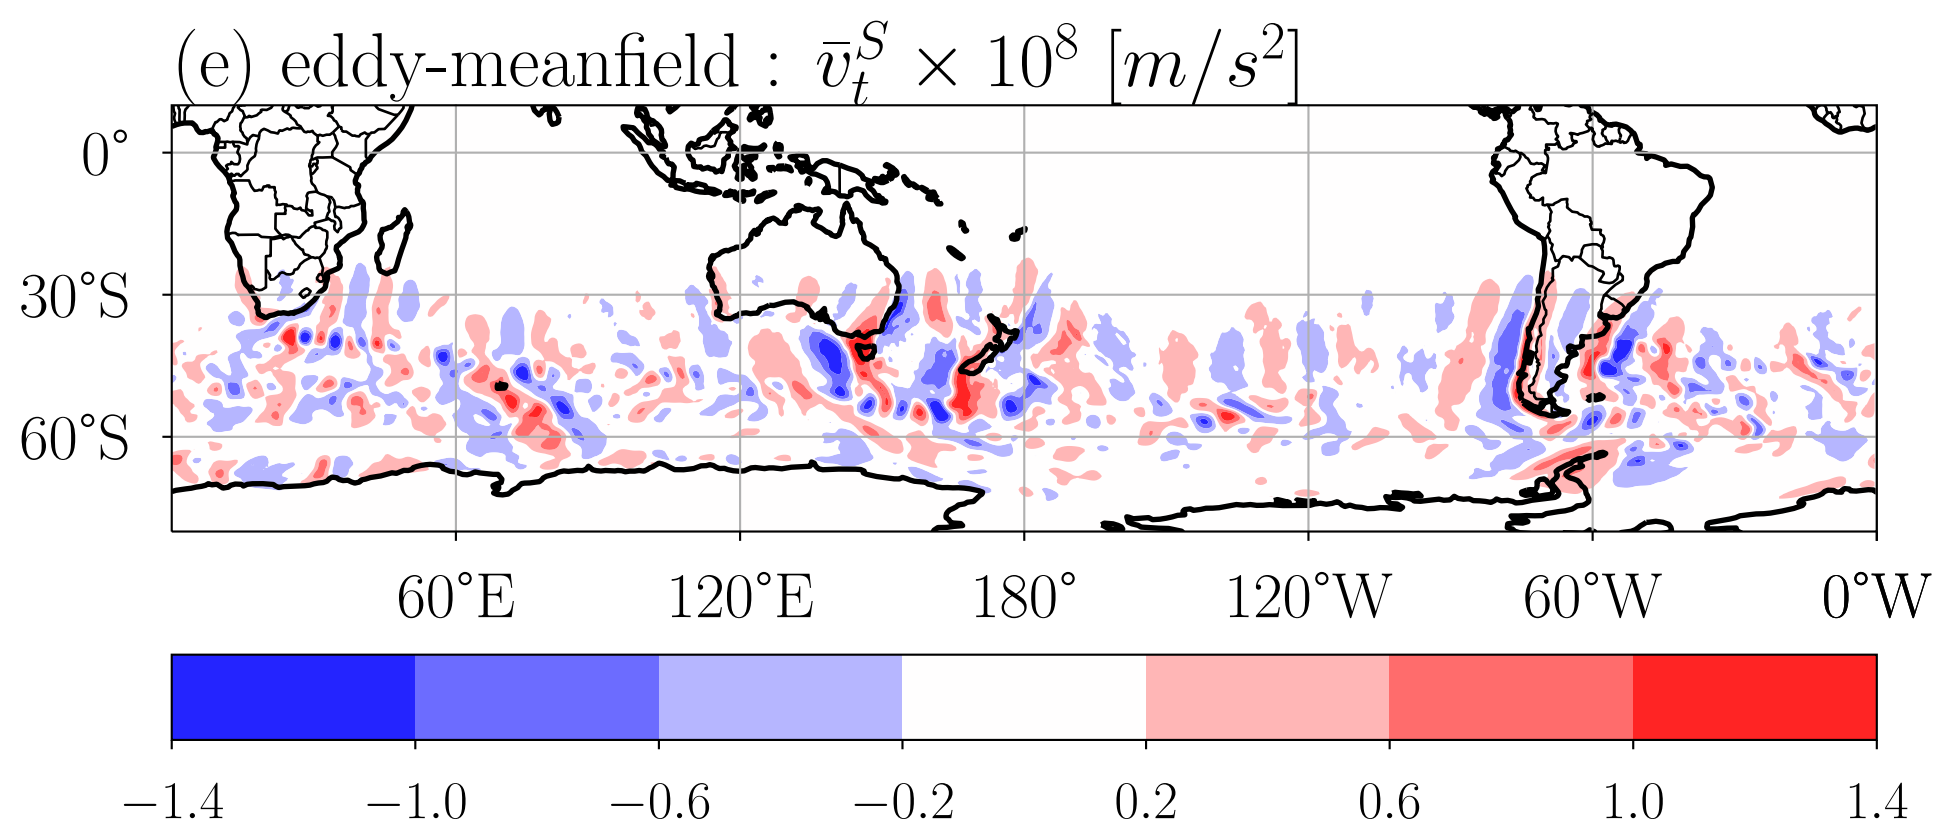 (e) eddy-meanfield : v̄ₜˢ × 10⁸ [m/s²]
0°
30°S
60°S
60°E 120°E 180° 120°W 60°W 0°W
−1.4 −1.0 −0.6 −0.2 0.2 0.6 1.0 1.4